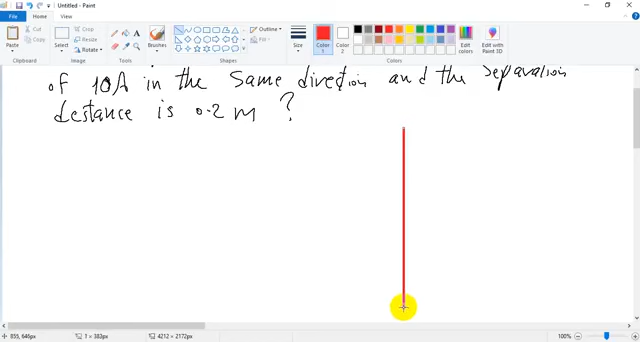 Untitled - Paint
File Home View
Paste
Cut
Copy
Clipboard
Select
Crop
Resize
Rotate
Image
Tools
Brushes
Outline
Fill
Shapes
Size
Color 1
Color 2
Colors
Edit colors
Edit with Paint 3D
of 10A in the same direction and the separation
destance is 0.2 m ?
855, 646px
1 × 382px
4212 × 2172px
100%